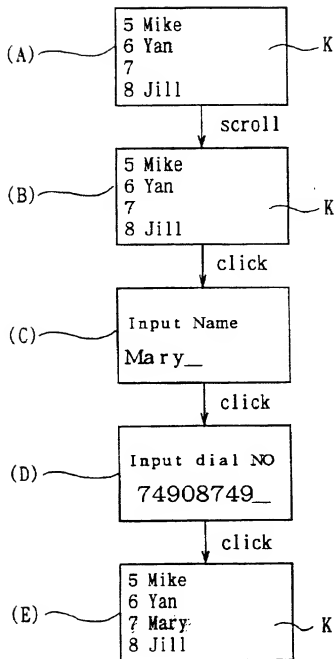 5 Mike
6 Yan
7
8 Jill
(A)
K
scroll
5 Mike
6 Yan
7
8 Jill
(B)
K
click
Input Name
Mary_
(C)
click
Input dial NO
74908749_
(D)
click
5 Mike
6 Yan
7 Mary
8 Jill
(E)
K